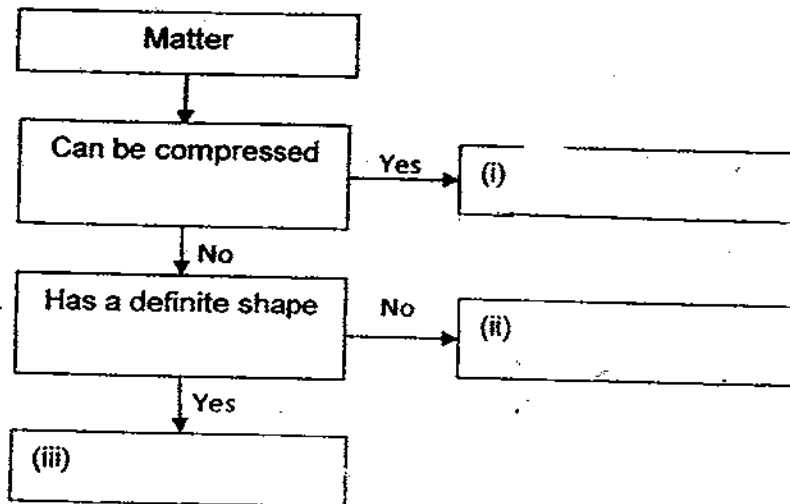 Matter
Can be compressed
Yes
(i)
No
Has a definite shape
No
(ii)
Yes
(iii)